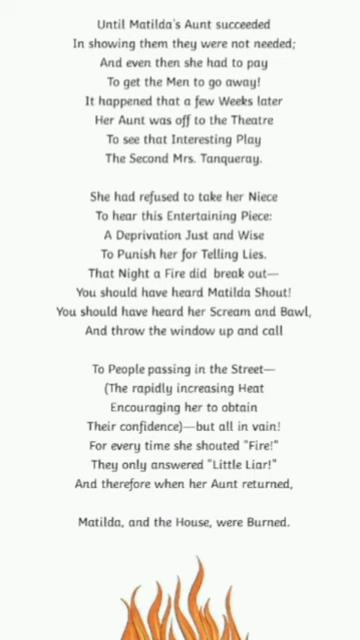 Until Matilda's Aunt succeeded
In showing them they were not needed;
And even then she had to pay
To get the Men to go away!
It happened that a few Weeks later
Her Aunt was off to the Theatre
To see that Interesting Play
The Second Mrs. Tanqueray.
She had refused to take her Niece
To hear this Entertaining Piece:
A Deprivation Just and Wise
To Punish her for Telling Lies.
That Night a Fire did break out—
You should have heard Matilda Shout!
You should have heard her Scream and Bawl,
And throw the window up and call
To People passing in the Street—
(The rapidly increasing Heat
Encouraging her to obtain
Their confidence)—but all in vain!
For every time she shouted "Fire!"
They only answered "Little Liar!"
And therefore when her Aunt returned,
Matilda, and the House, were Burned.